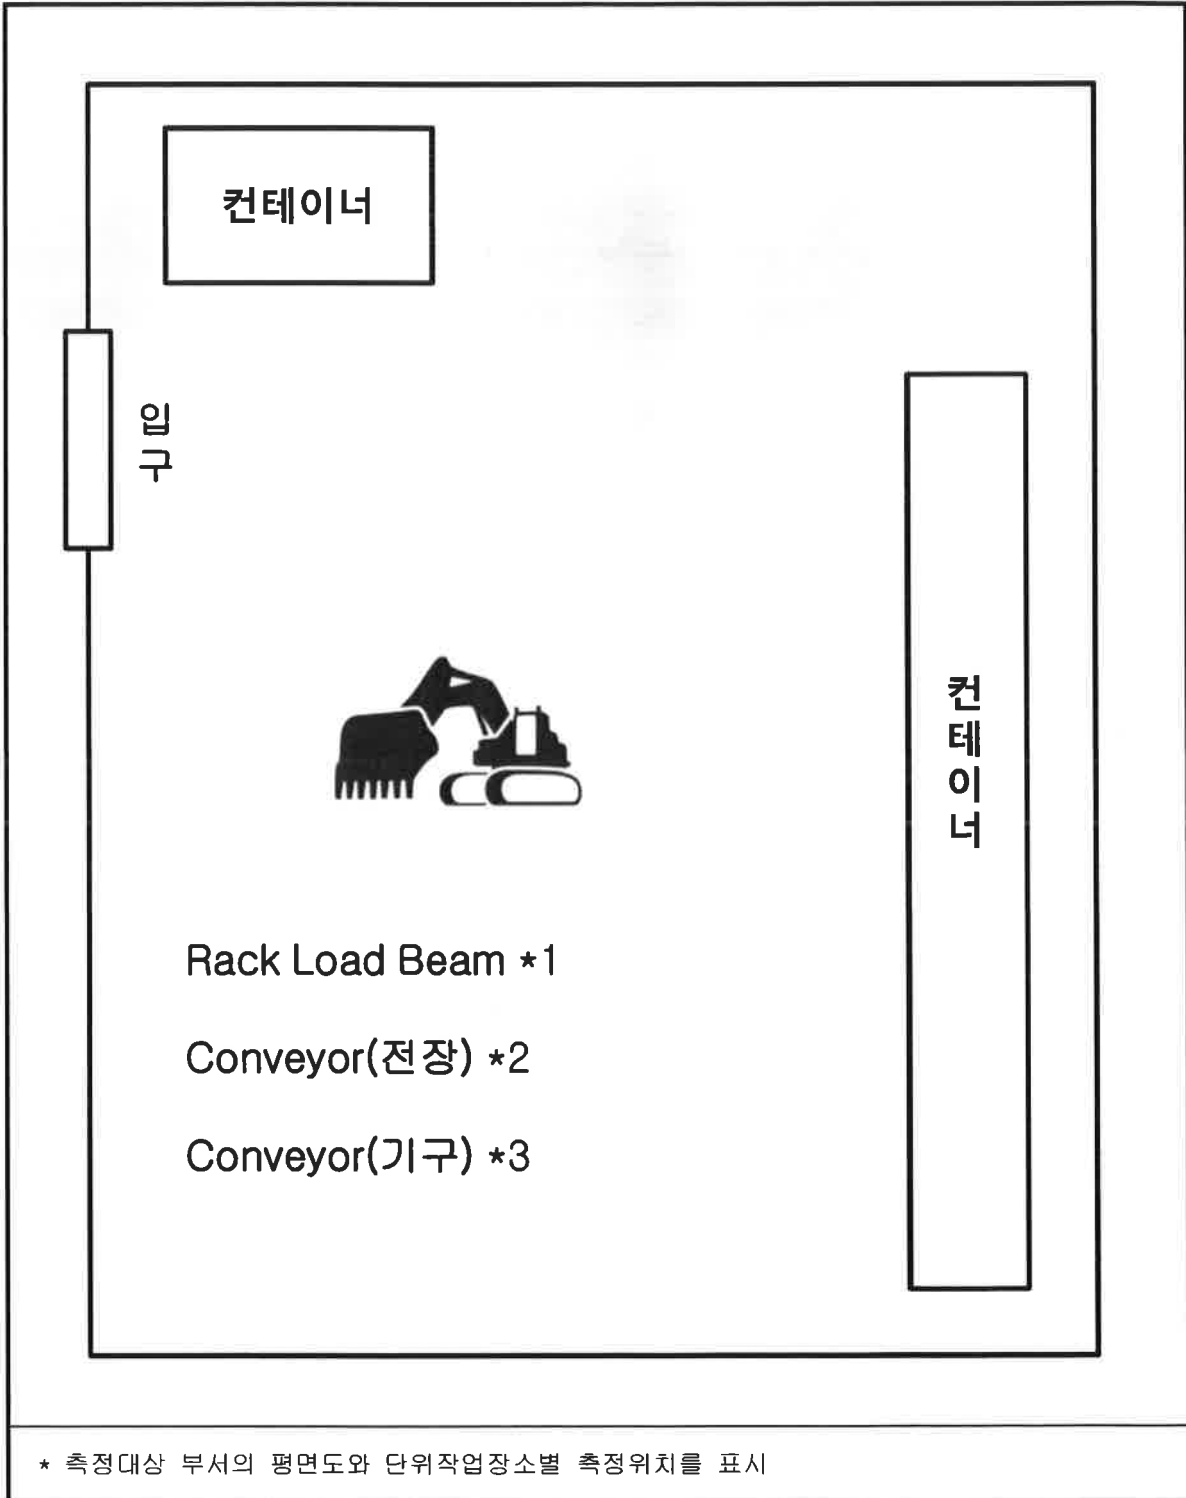 컨테이너
입
구
컨
테
이
너
Rack Load Beam *1
Conveyor(전장) *2
Conveyor(기구) *3
* 측정대상 부서의 평면도와 단위작업장소별 측정위치를 표시